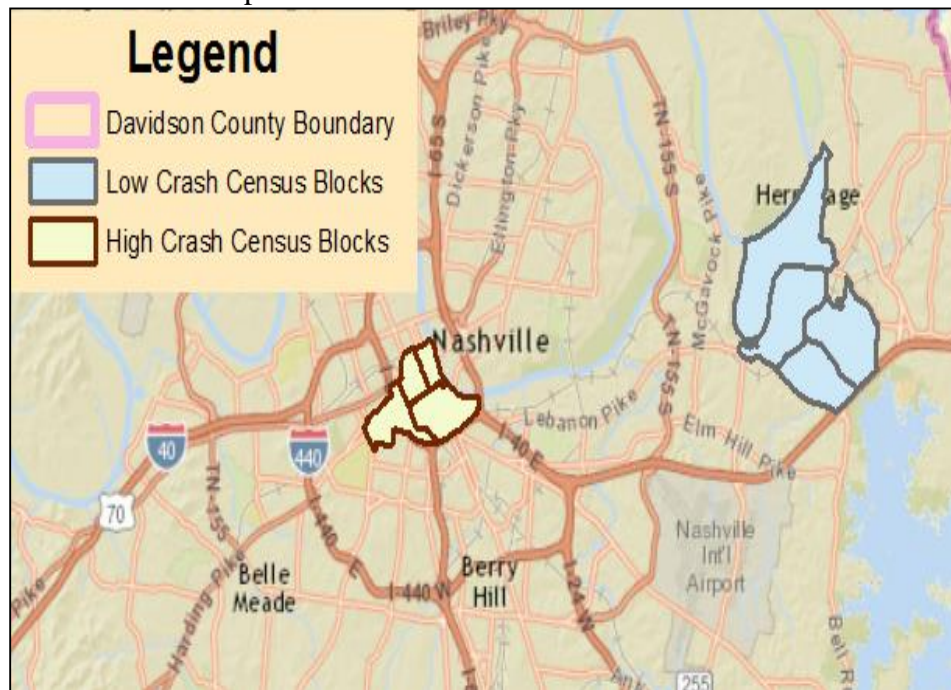 Legend
Davidson County Boundary
Low Crash Census Blocks
High Crash Census Blocks
Briley Pky
I-65 S
Dickerson Pike
Ellington Pky
TN-155 S
McGavock Pike
Nashville
Lebanon Pike
TN-155 S
Elm Hill Pike
I-40 E
40
440
70
TN-155
I-440 E
Harding Pike
Belle
Meade
I-440 W
Berry
Hill
I-24 W
Nashville
Int'l
Airport
Pike
255